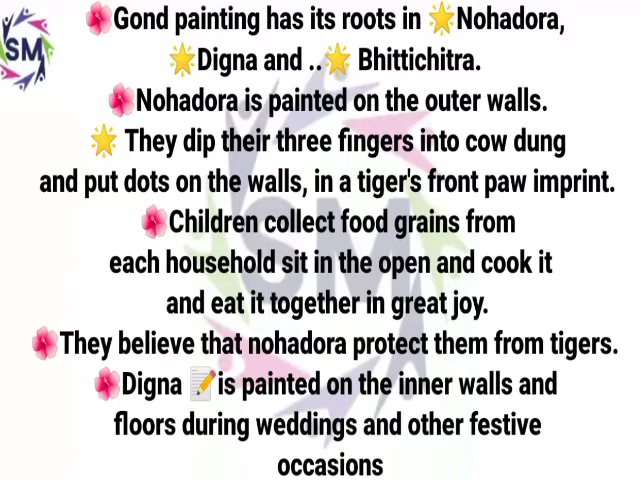 SM
🌺Gond painting has its roots in 🌟Nohadora,
🌟Digna and ..🌟 Bhittichitra.
🌺Nohadora is painted on the outer walls.
🌟 They dip their three fingers into cow dung
and put dots on the walls, in a tiger's front paw imprint.
🌺Children collect food grains from
each household sit in the open and cook it
and eat it together in great joy.
🌺They believe that nohadora protect them from tigers.
🌺Digna 📝is painted on the inner walls and
floors during weddings and other festive
occasions
SM